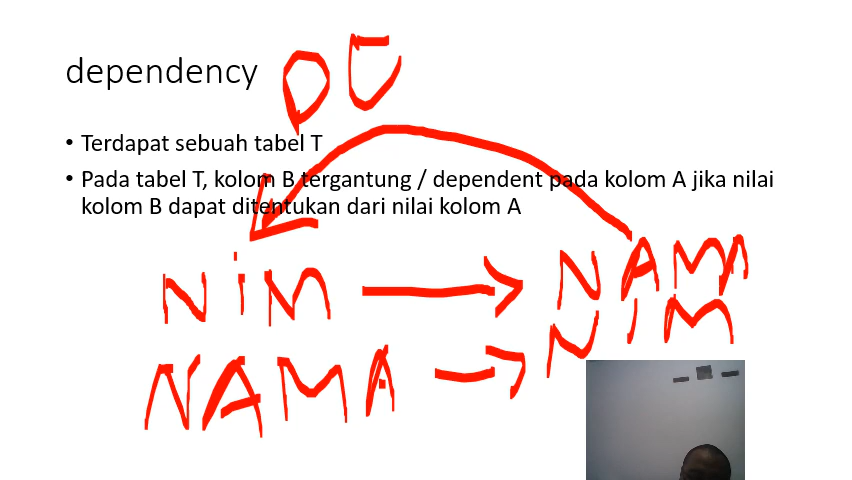 dependency
• Terdapat sebuah tabel T
• Pada tabel T, kolom B tergantung / dependent pada kolom A jika nilai
kolom B dapat ditentukan dari nilai kolom A
NiM → NAMA
NAMA → NIM